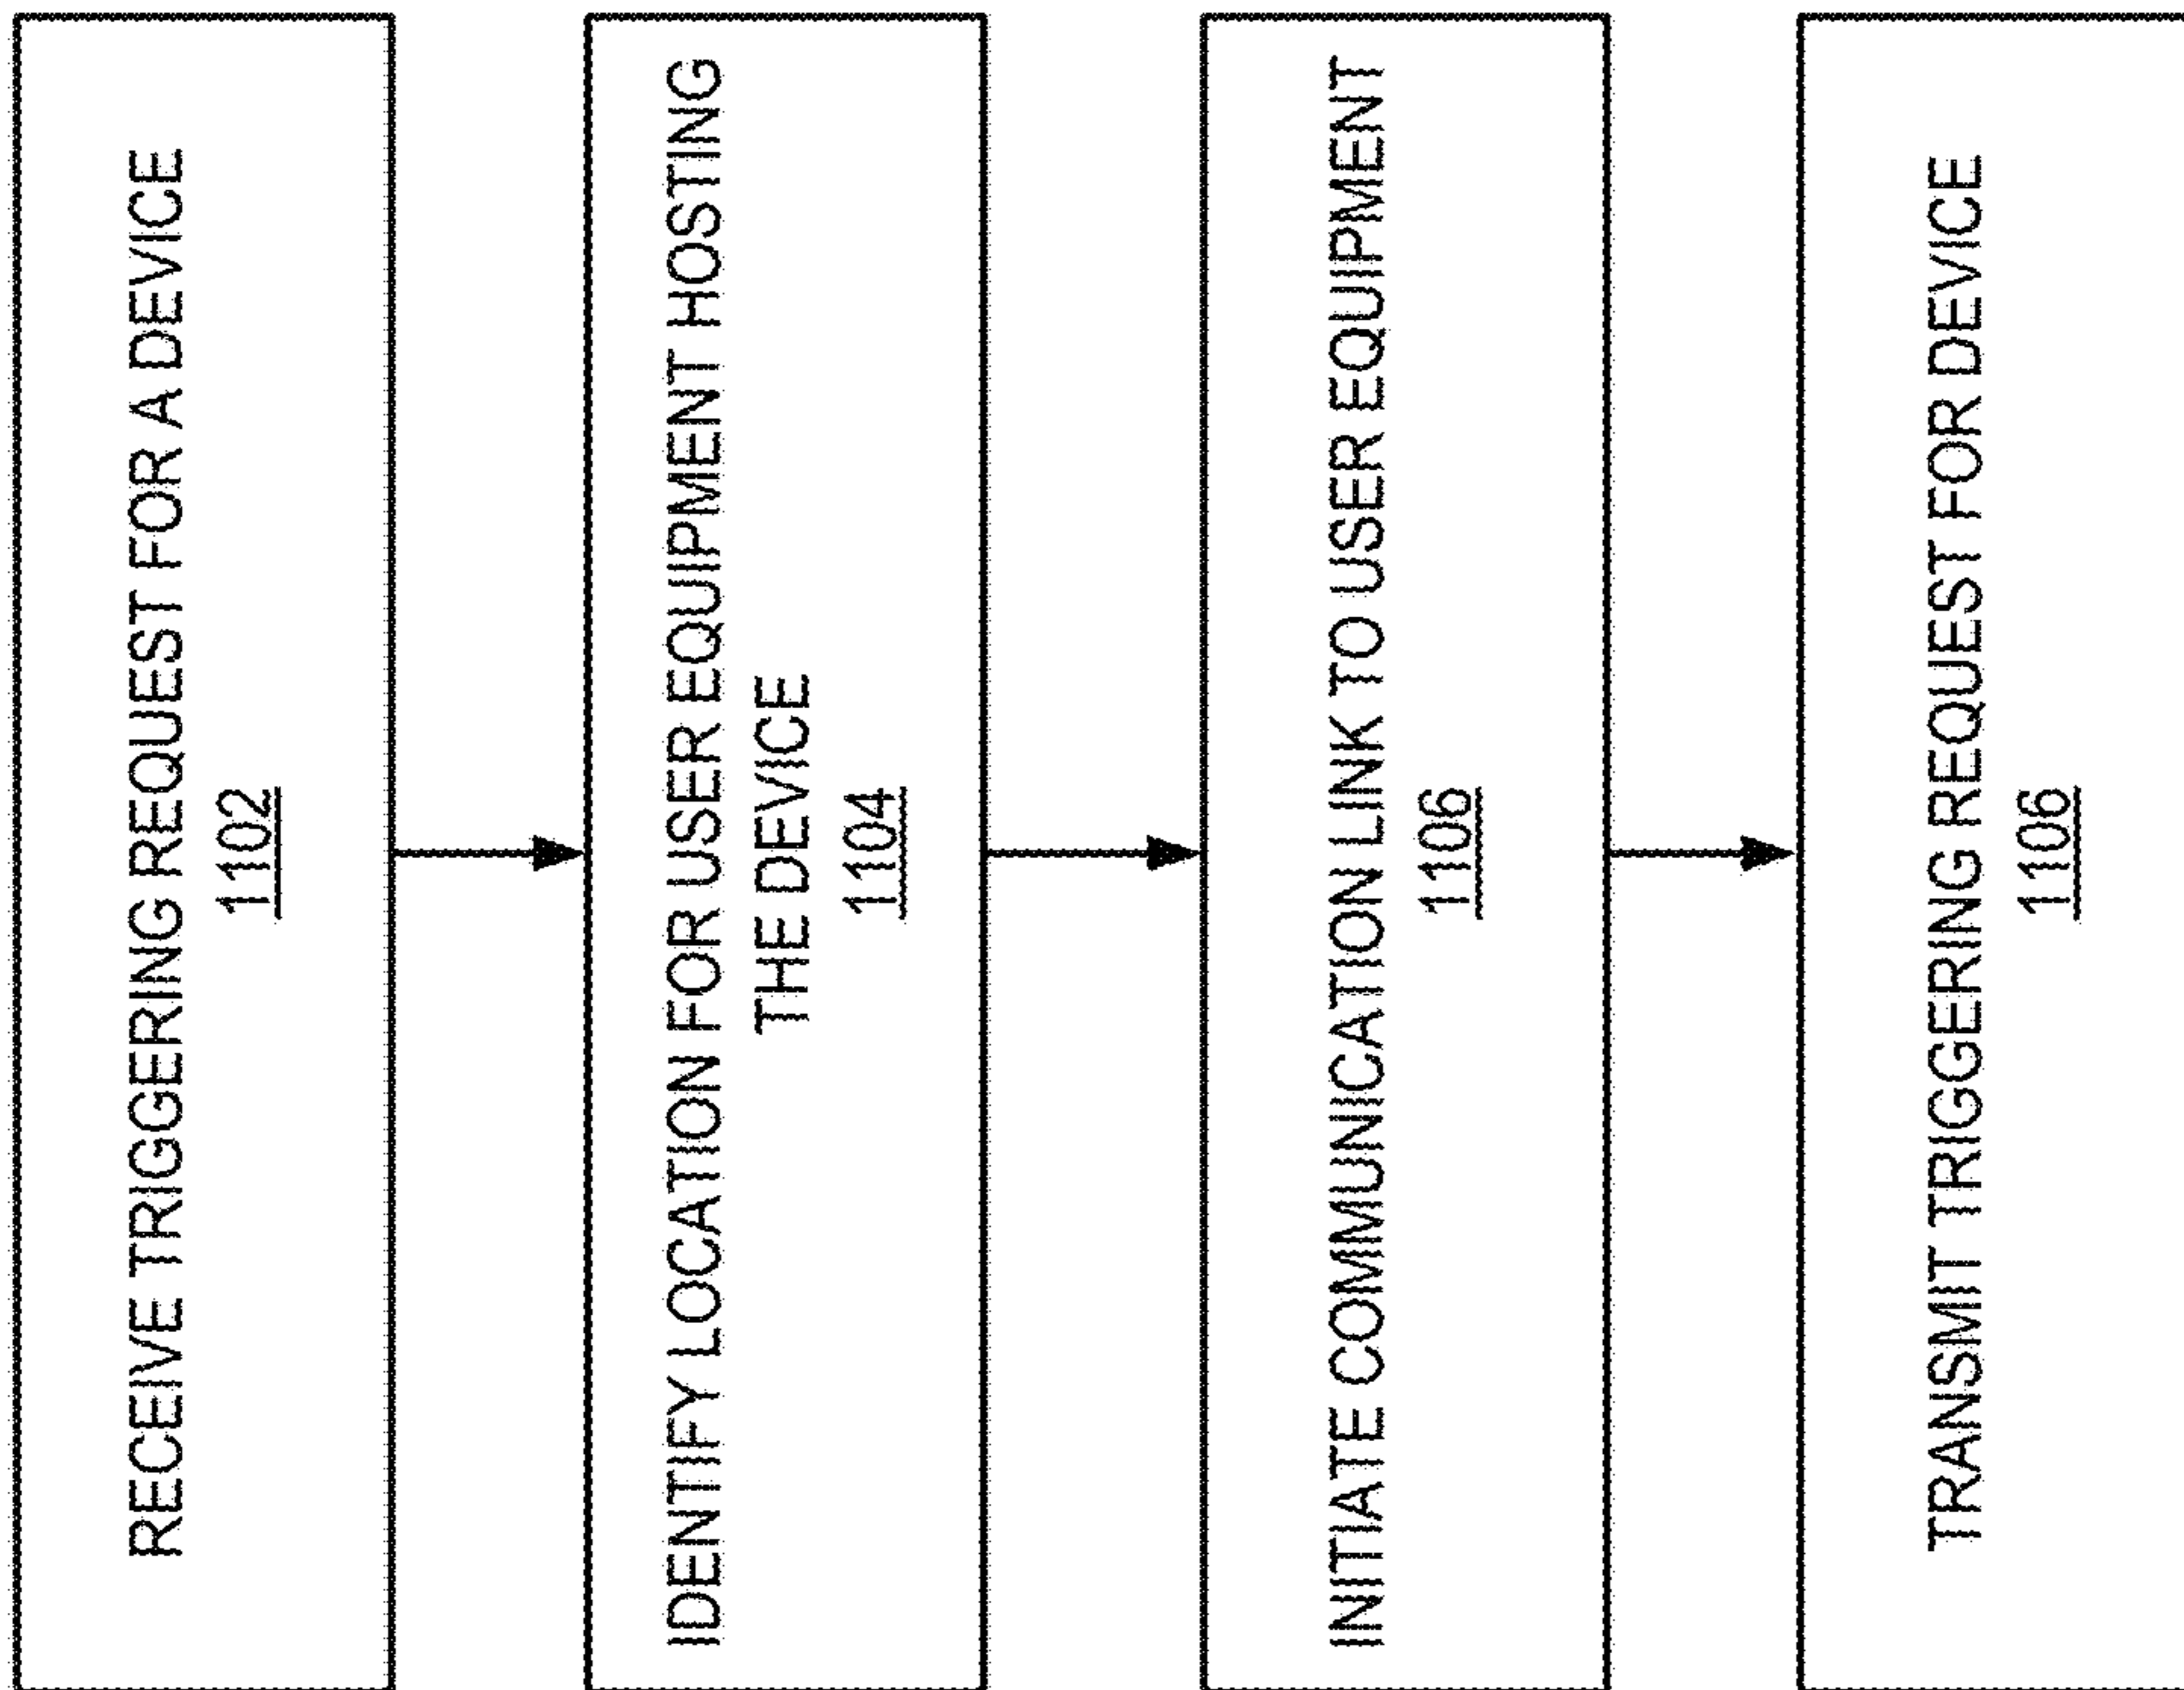 RECEIVE TRIGGERING REQUEST FOR A DEVICE
1102
IDENTIFY LOCATION FOR USER EQUIPMENT HOSTING
THE DEVICE
1104
INITIATE COMMUNICATION LINK TO USER EQUIPMENT
1106
TRANSMIT TRIGGERING REQUEST FOR DEVICE
1106